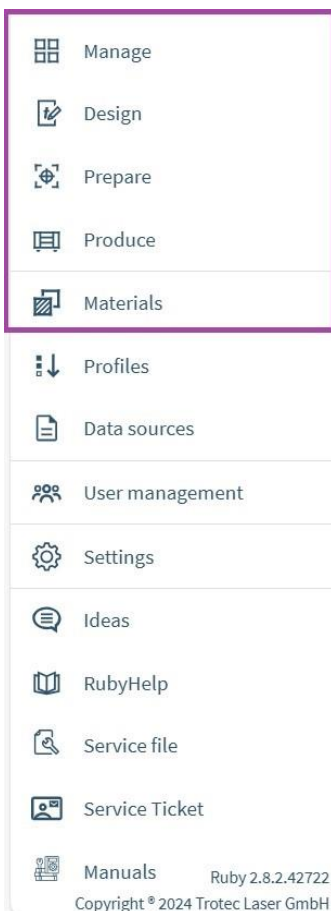 Manage
Design
Prepare
Produce
Materials
Profiles
Data sources
User management
Settings
Ideas
RubyHelp
Service file
Service Ticket
Manuals Ruby 2.8.2.42722
Copyright ® 2024 Trotec Laser GmbH